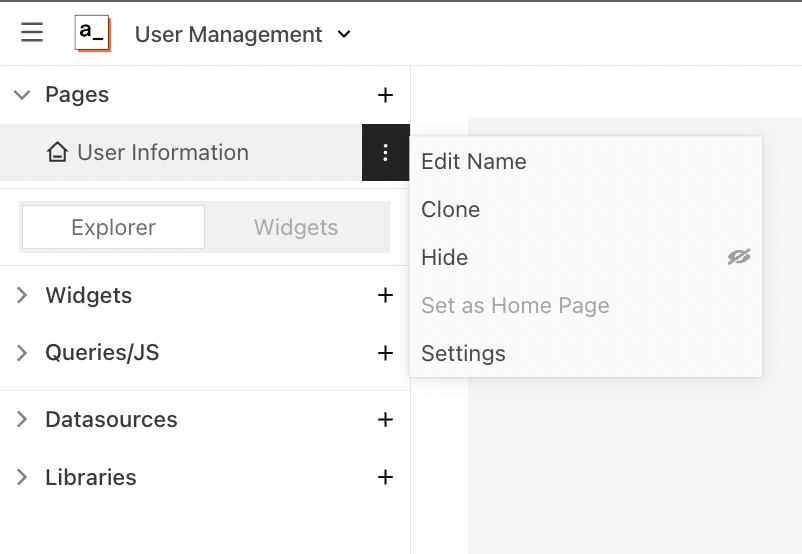 a_
User Management
Pages
User Information
Edit Name
Clone
Hide
Set as Home Page
Settings
Explorer
Widgets
Widgets
Queries/JS
Datasources
Libraries